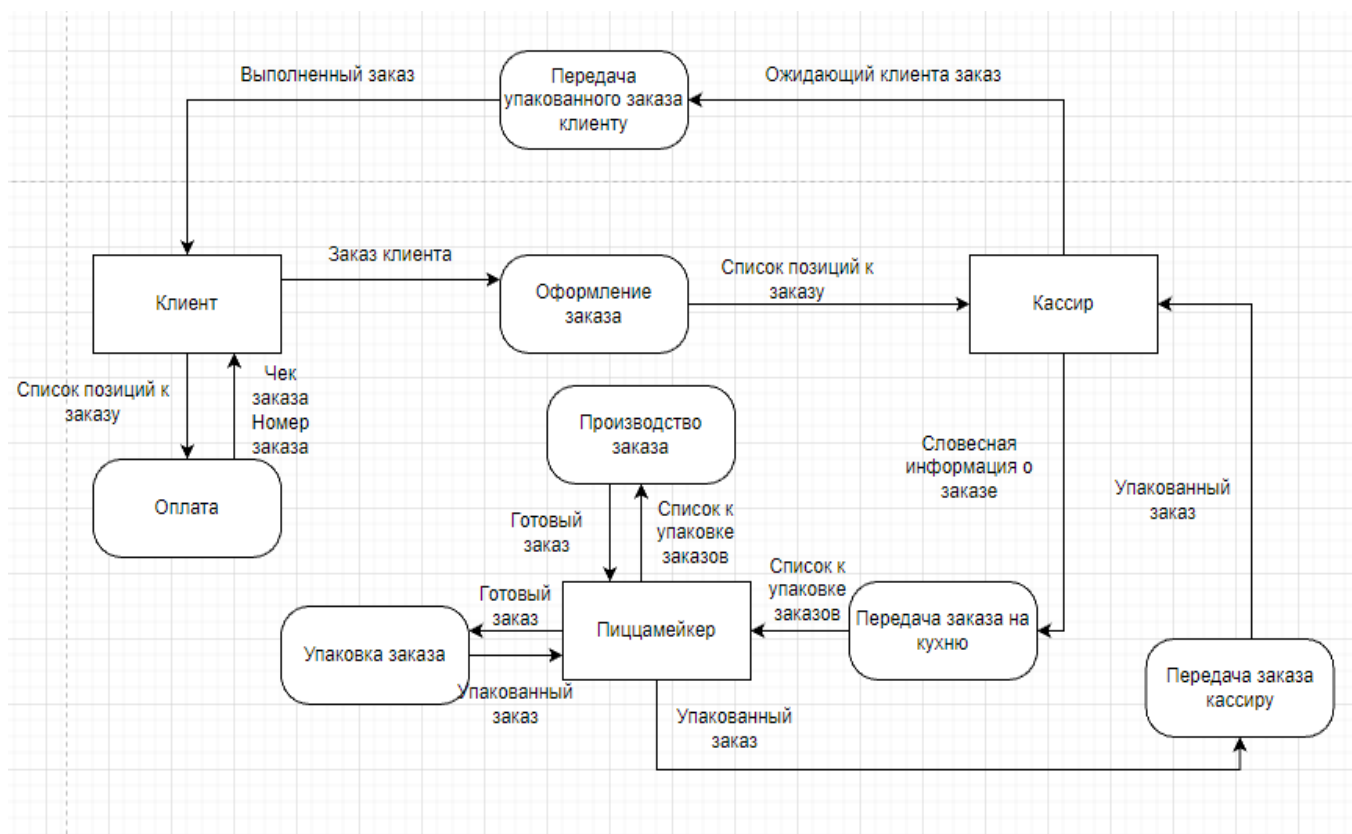 Выполненный заказ
Передача
упакованного заказа
клиенту
Ожидающий клиента заказ
Клиент
Заказ клиента
Оформление
заказа
Список позиций к
заказу
Кассир
Список позиций к
заказу
Чек
заказа
Номер
заказа
Оплата
Производство
заказа
Готовый
заказ
Список к
упаковке
заказов
Словесная
информация о
заказе
Упакованный
заказ
Упаковка заказа
Готовый
заказ
Упакованный
заказ
Пиццамейкер
Список к
упаковке
заказов
Передача заказа на
кухню
Упакованный
заказ
Передача заказа
кассиру